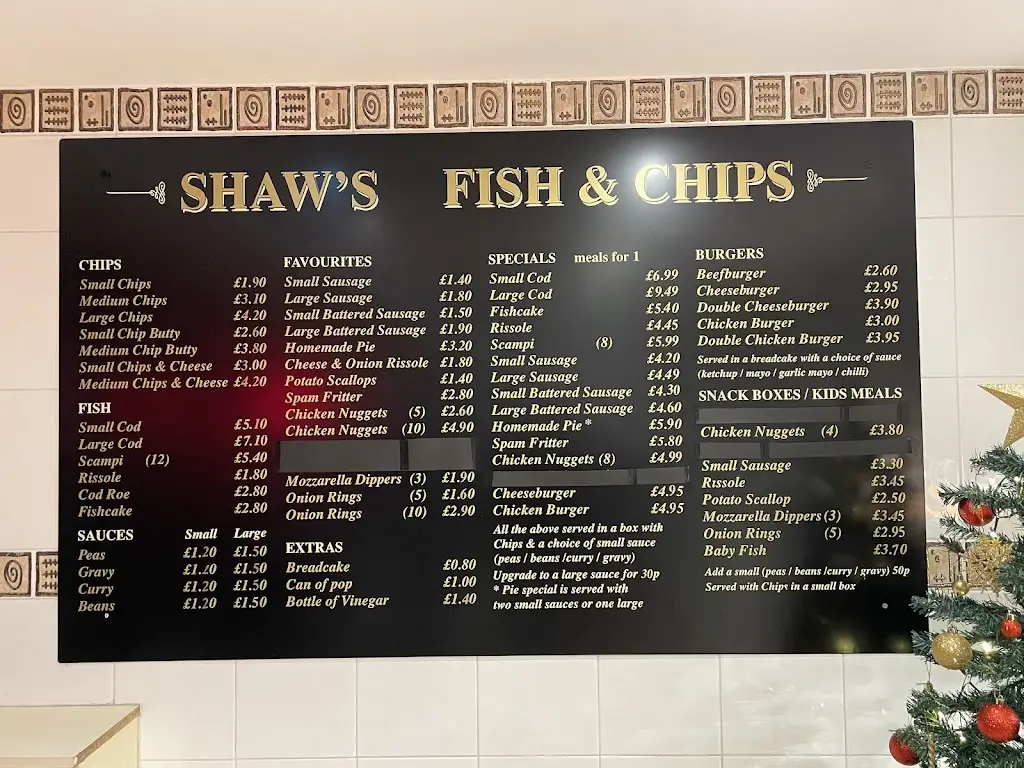 SHAW'S FISH & CHIPS
CHIPS
Small Chips £1.90
Medium Chips £3.10
Large Chips £4.20
Small Chip Butty £2.60
Medium Chip Butty £3.80
Small Chips & Cheese £3.00
Medium Chips & Cheese £4.20
FISH
Small Cod £5.10
Large Cod £7.10
Scampi (12) £5.40
Rissole £1.80
Cod Roe £2.80
Fishcake £2.80
SAUCES Small Large
Peas £1.20 £1.50
Gravy £1.20 £1.50
Curry £1.20 £1.50
Beans £1.20 £1.50
FAVOURITES
Small Sausage £1.40
Large Sausage £1.80
Small Battered Sausage £1.50
Large Battered Sausage £1.90
Homemade Pie £3.20
Cheese & Onion Rissole £1.80
Potato Scallops £1.40
Spam Fritter £2.80
Chicken Nuggets (5) £2.60
Chicken Nuggets (10) £4.90
Mozzarella Dippers (3) £1.90
Onion Rings (5) £1.60
Onion Rings (10) £2.90
EXTRAS
Breadcake £0.80
Can of pop £1.00
Bottle of Vinegar £1.40
SPECIALS meals for 1
Small Cod £6.99
Large Cod £9.49
Fishcake £5.40
Rissole £4.45
Scampi (8) £5.99
Small Sausage £4.20
Large Sausage £4.49
Small Battered Sausage £4.30
Large Battered Sausage £4.60
Homemade Pie * £5.90
Spam Fritter £5.80
Chicken Nuggets (8) £4.99
Cheeseburger £4.95
Chicken Burger £4.95
All the above served in a box with
Chips & a choice of small sauce
(peas / beans /curry / gravy)
Upgrade to a large sauce for 30p
* Pie special is served with
two small sauces or one large
BURGERS
Beefburger £2.60
Cheeseburger £2.95
Double Cheeseburger £3.90
Chicken Burger £3.00
Double Chicken Burger £3.95
Served in a breadcake with a choice of sauce
(ketchup / mayo / garlic mayo / chilli)
SNACK BOXES / KIDS MEALS
Chicken Nuggets (4) £3.80
Small Sausage £3.30
Rissole £3.45
Potato Scallop £2.50
Mozzarella Dippers (3) £3.45
Onion Rings (5) £2.95
Baby Fish £3.70
Add a small (peas / beans /curry / gravy) 50p
Served with Chips in a small box